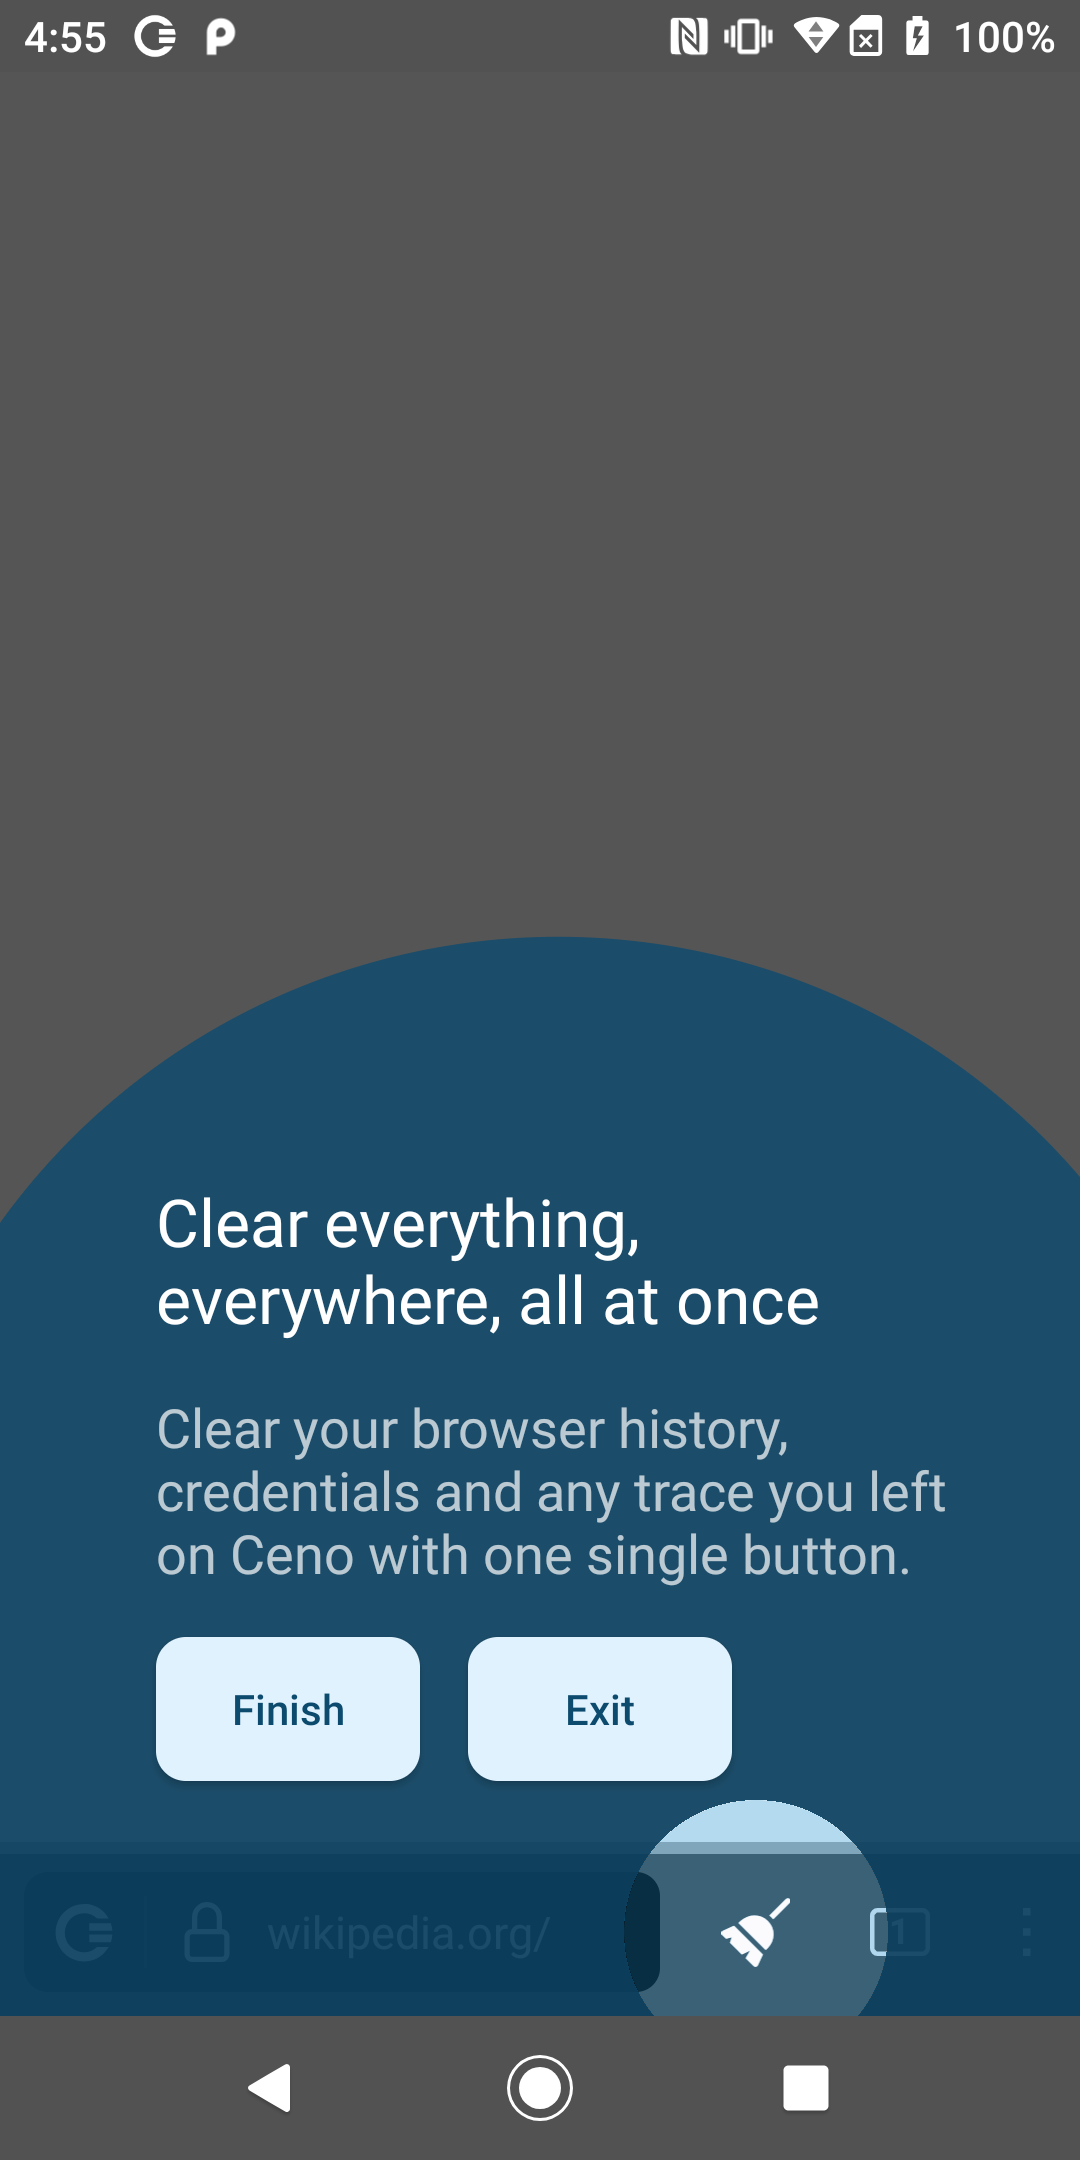 4:55
100%
Clear everything,
everywhere, all at once
Clear your browser history,
credentials and any trace you left
on Ceno with one single button.
Finish
Exit
wikipedia.org/
1